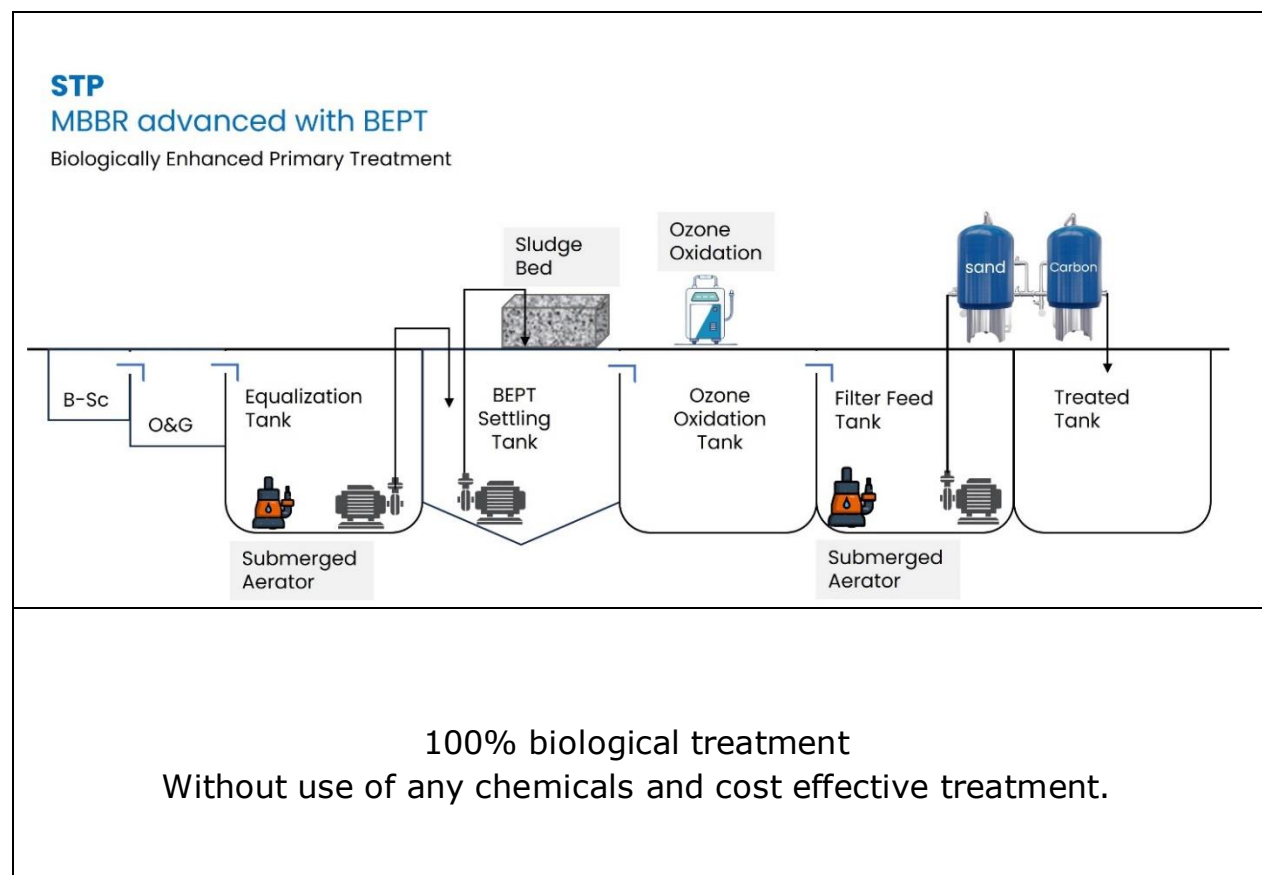 STP
MBBR advanced with BEPT
Biologically Enhanced Primary Treatment
Sludge
Bed
Ozone
Oxidation
sand
Carbon
B-Sc
O&G
Equalization
Tank
BEPT
Settling
Tank
Ozone
Oxidation
Tank
Filter Feed
Tank
Treated
Tank
Submerged
Aerator
Submerged
Aerator
100% biological treatment
Without use of any chemicals and cost effective treatment.